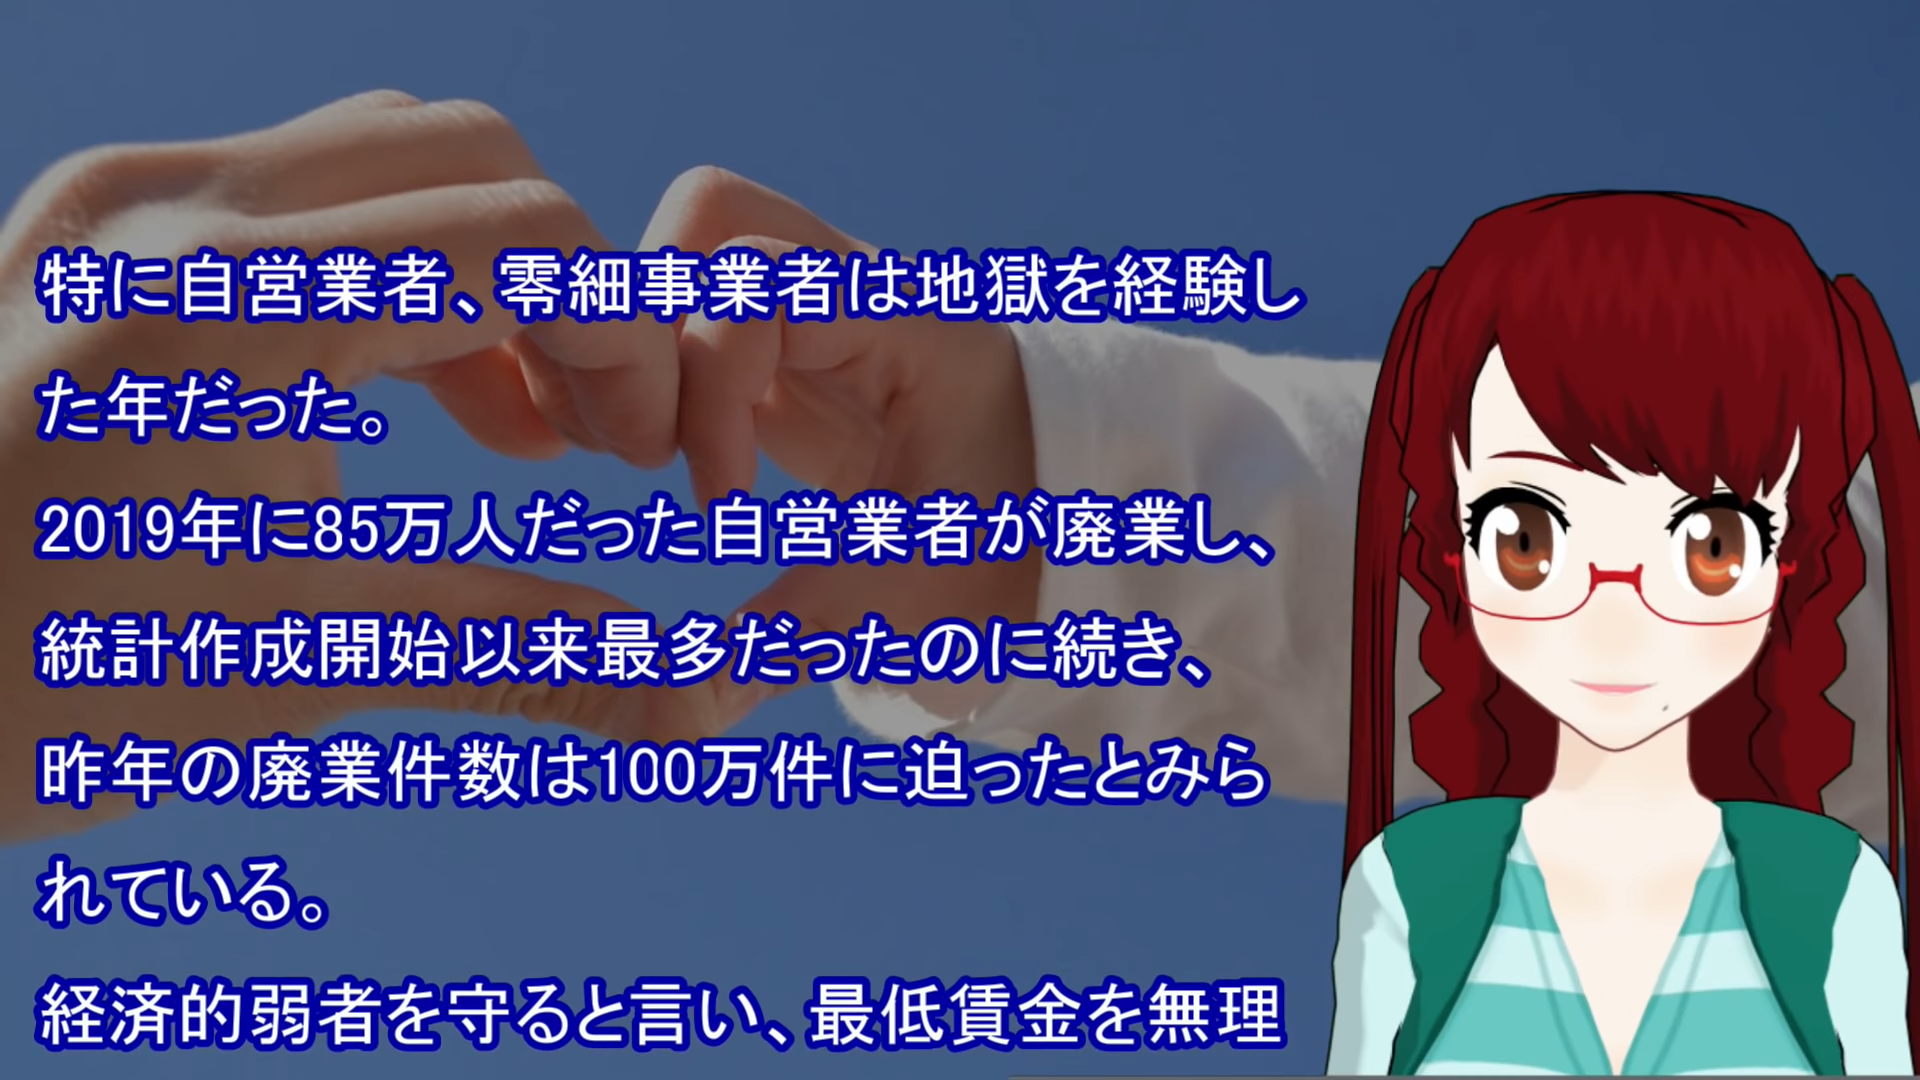 特に自営業者、零細事業者は地獄を経験し
た年だった。
2019年に85万人だった自営業者が廃業し、
統計作成開始以来最多だったのに続き、
昨年の廃業件数は100万件に迫ったとみら
れている。
経済的弱者を守ると言い、最低賃金を無理